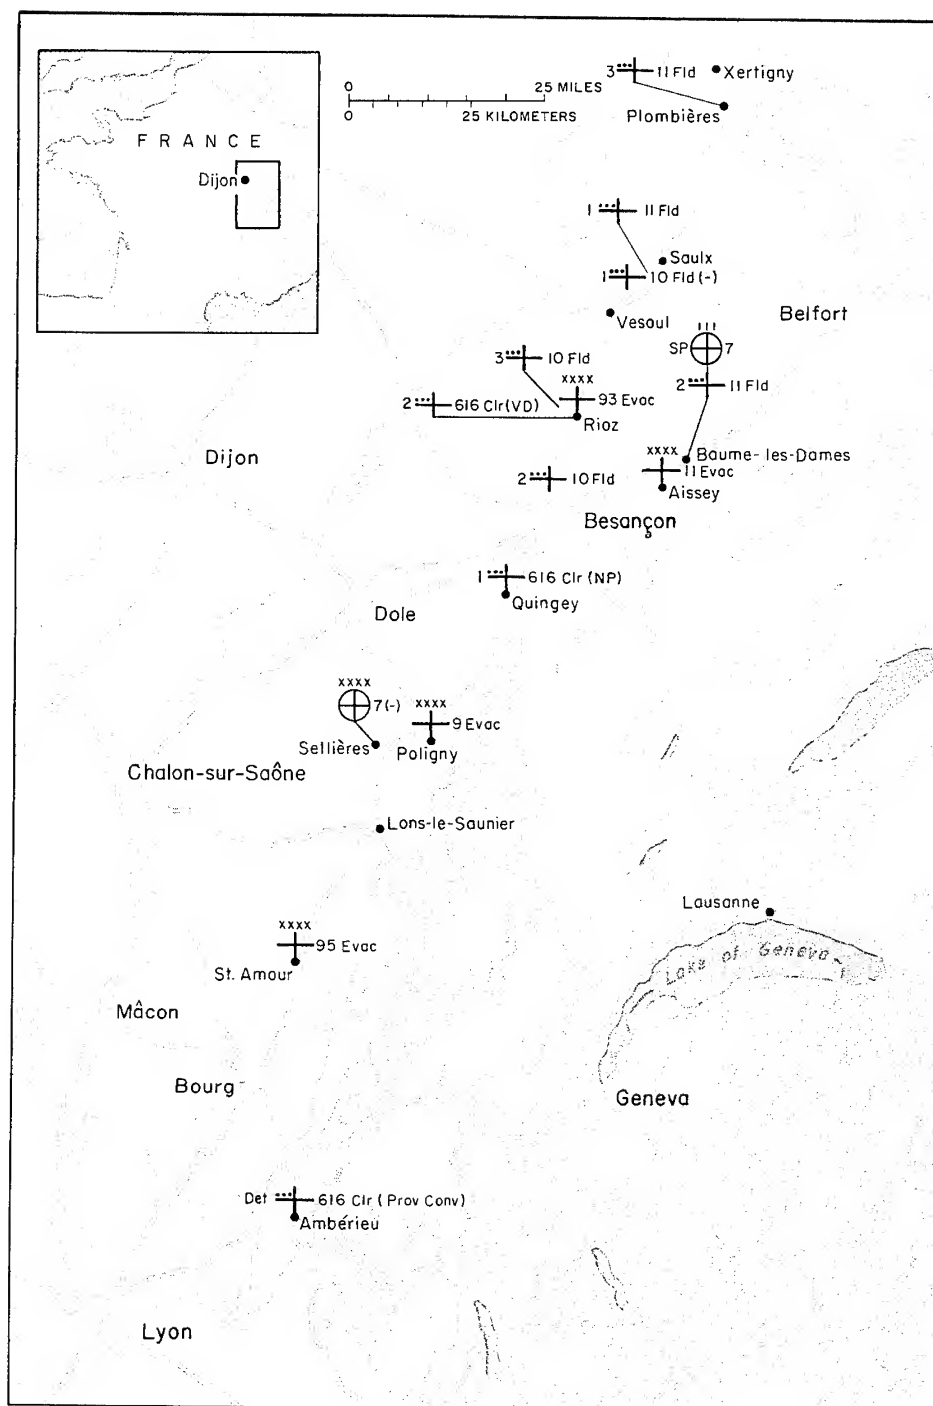 FRANCE
Dijon
0 25 MILES
0 25 KILOMETERS
3 11 Fld
Xertigny
Plombières
1 11 Fld
Saulx
1 10 Fld (-)
Vesoul
Belfort
III
SP 7
3 10 Fld
2 11 Fld
xxxx
2 616 Clr (VD)
93 Evac
Rioz
Dijon
Baume-les-Dames
xxxx
11 Evac
2 10 Fld
Aissey
Besançon
1 616 Clr (NP)
Quingey
Dole
xxxx
7 (-)
xxxx
9 Evac
Sellières
Poligny
Chalon-sur-Saône
Lons-le-Saunier
Lausanne
xxxx
95 Evac
Lake of Geneva
St. Amour
Mâcon
Bourg
Geneva
Det 616 Clr (Prov Conv)
Ambérieu
Lyon